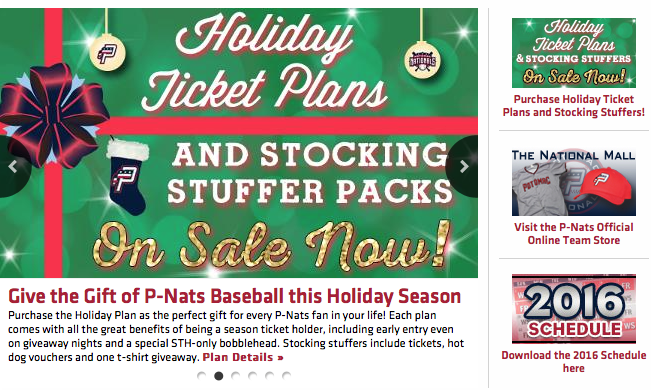 Holiday
Ticket Plans
AND STOCKING
STUFFER PACKS
On Sale Now!
P
NATIONALS
P
Give the Gift of P-Nats Baseball this Holiday Season
Purchase the Holiday Plan as the perfect gift for every P-Nats fan in your life! Each plan
comes with all the great benefits of being a season ticket holder, including early entry even
on giveaway nights and a special STH-only bobblehead. Stocking stuffers include tickets, hot
dog vouchers and one t-shirt giveaway. Plan Details »
Holiday
Ticket Plans
& STOCKING STUFFERS
On Sale Now!
Purchase Holiday Ticket
Plans and Stocking Stuffers!
THE NATIONAL MALL
POTOMAC
P
Visit the P-Nats Official
Online Team Store
2016
SCHEDULE
Download the 2016 Schedule
here